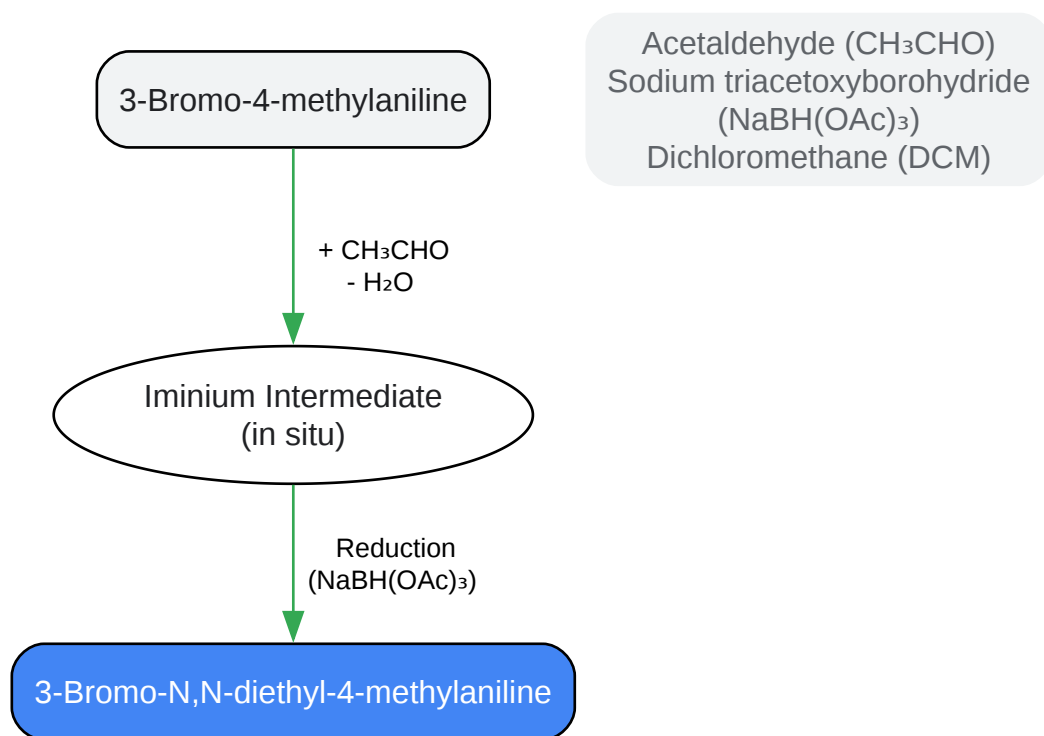 3-Bromo-4-methylaniline
Acetaldehyde (CH₃CHO)
Sodium triacetoxyborohydride
(NaBH(OAc)₃)
Dichloromethane (DCM)
+ CH₃CHO
- H₂O
Iminium Intermediate
(in situ)
Reduction
(NaBH(OAc)₃)
3-Bromo-N,N-diethyl-4-methylaniline